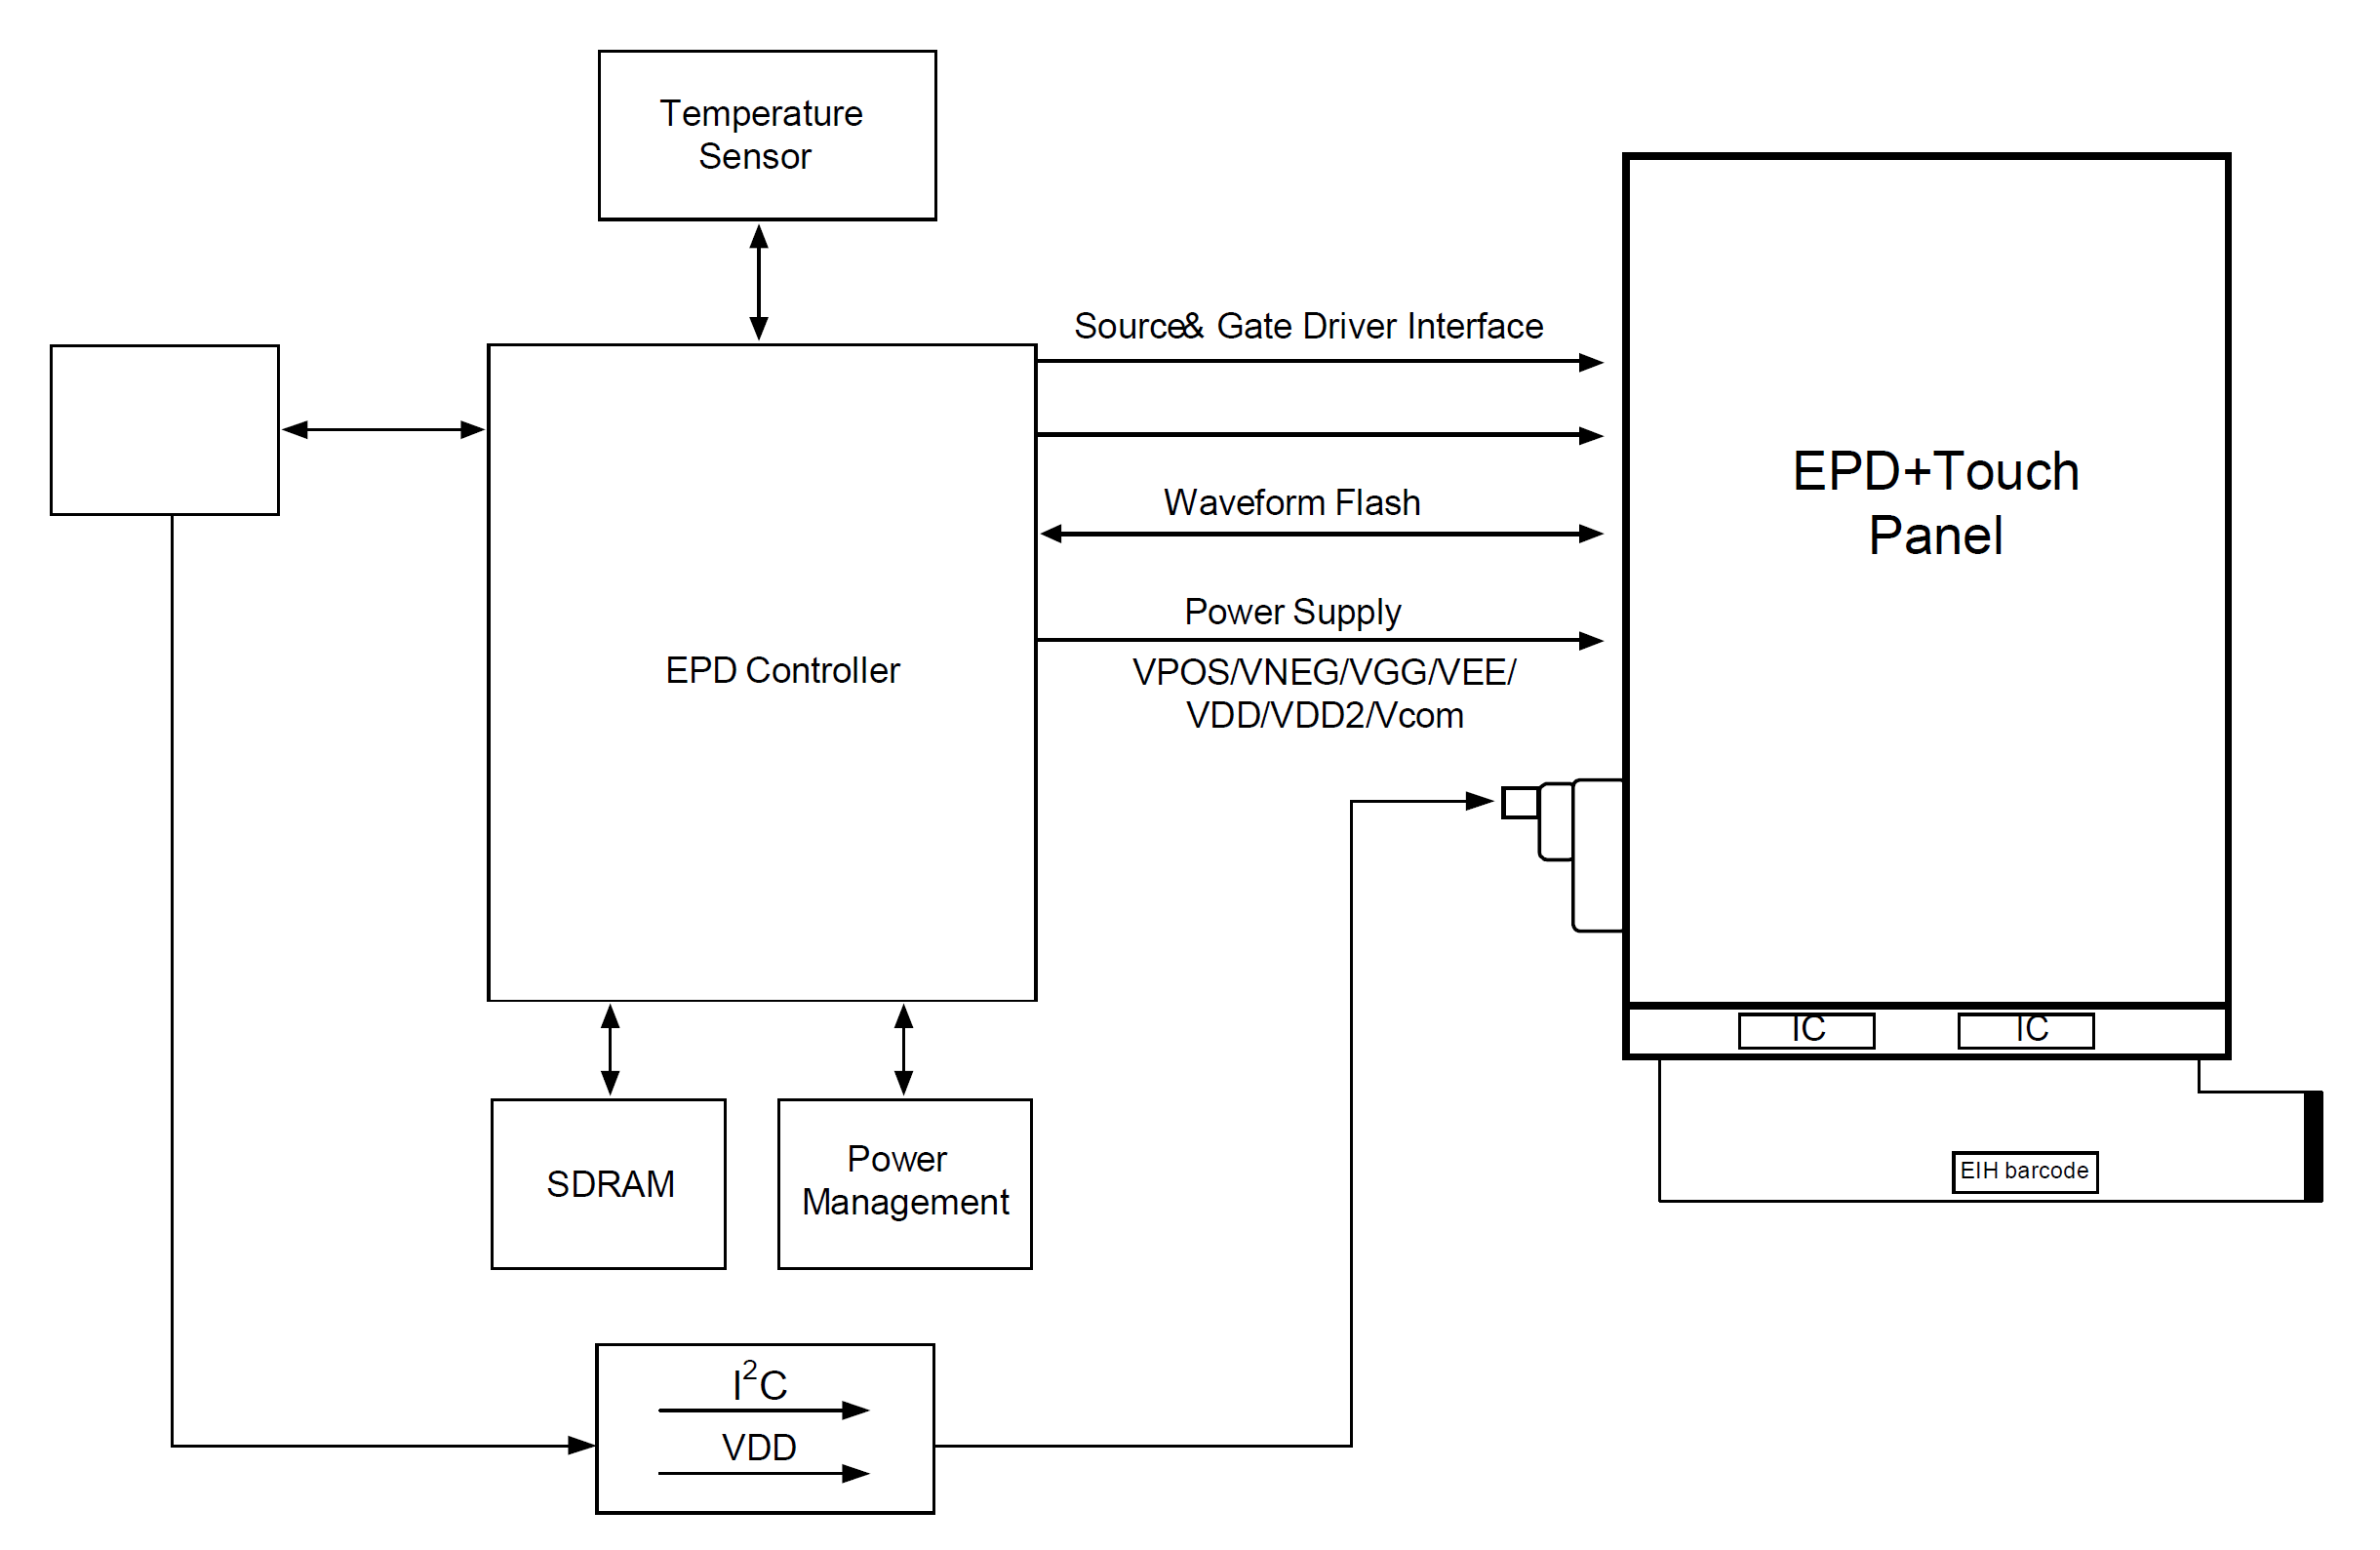 Temperature
Sensor
Source& Gate Driver Interface
Waveform Flash
Power Supply
VPOS/VNEG/VGG/VEE/
VDD/VDD2/Vcom
EPD Controller
EPD+Touch
Panel
IC
IC
EIH barcode
SDRAM
Power
Management
I²C
VDD